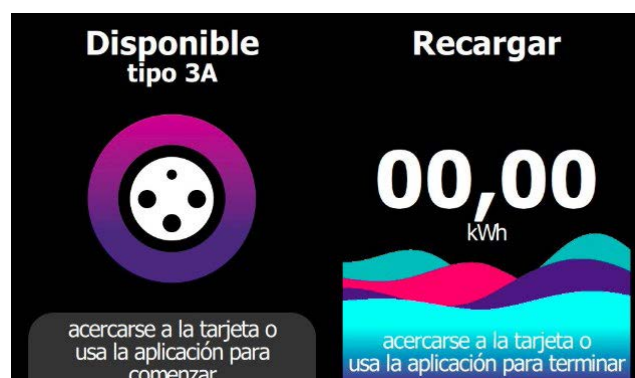 Disponible
tipo 3A
acercarse a la tarjeta o
usa la aplicación para
comenzar
Recargar
00,00
kWh
acercarse a la tarjeta o
usa la aplicación para terminar